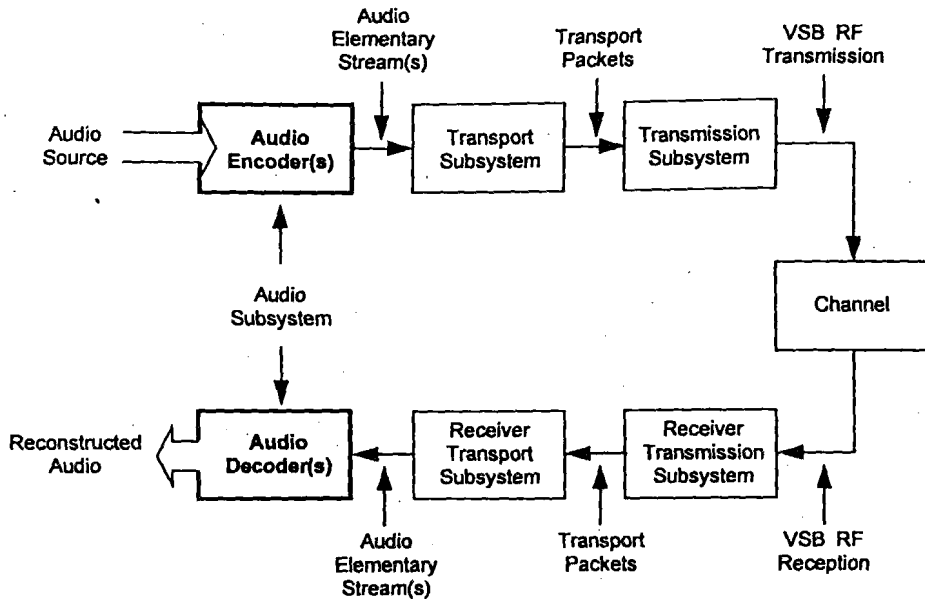 Audio
Elementary
Stream(s)
Transport
Packets
VSB RF
Transmission
Audio
Source
Audio
Encoder(s)
Transport
Subsystem
Transmission
Subsystem
Audio
Subsystem
Channel
Reconstructed
Audio
Audio
Decoder(s)
Receiver
Transport
Subsystem
Receiver
Transmission
Subsystem
Audio
Elementary
Stream(s)
Transport
Packets
VSB RF
Reception